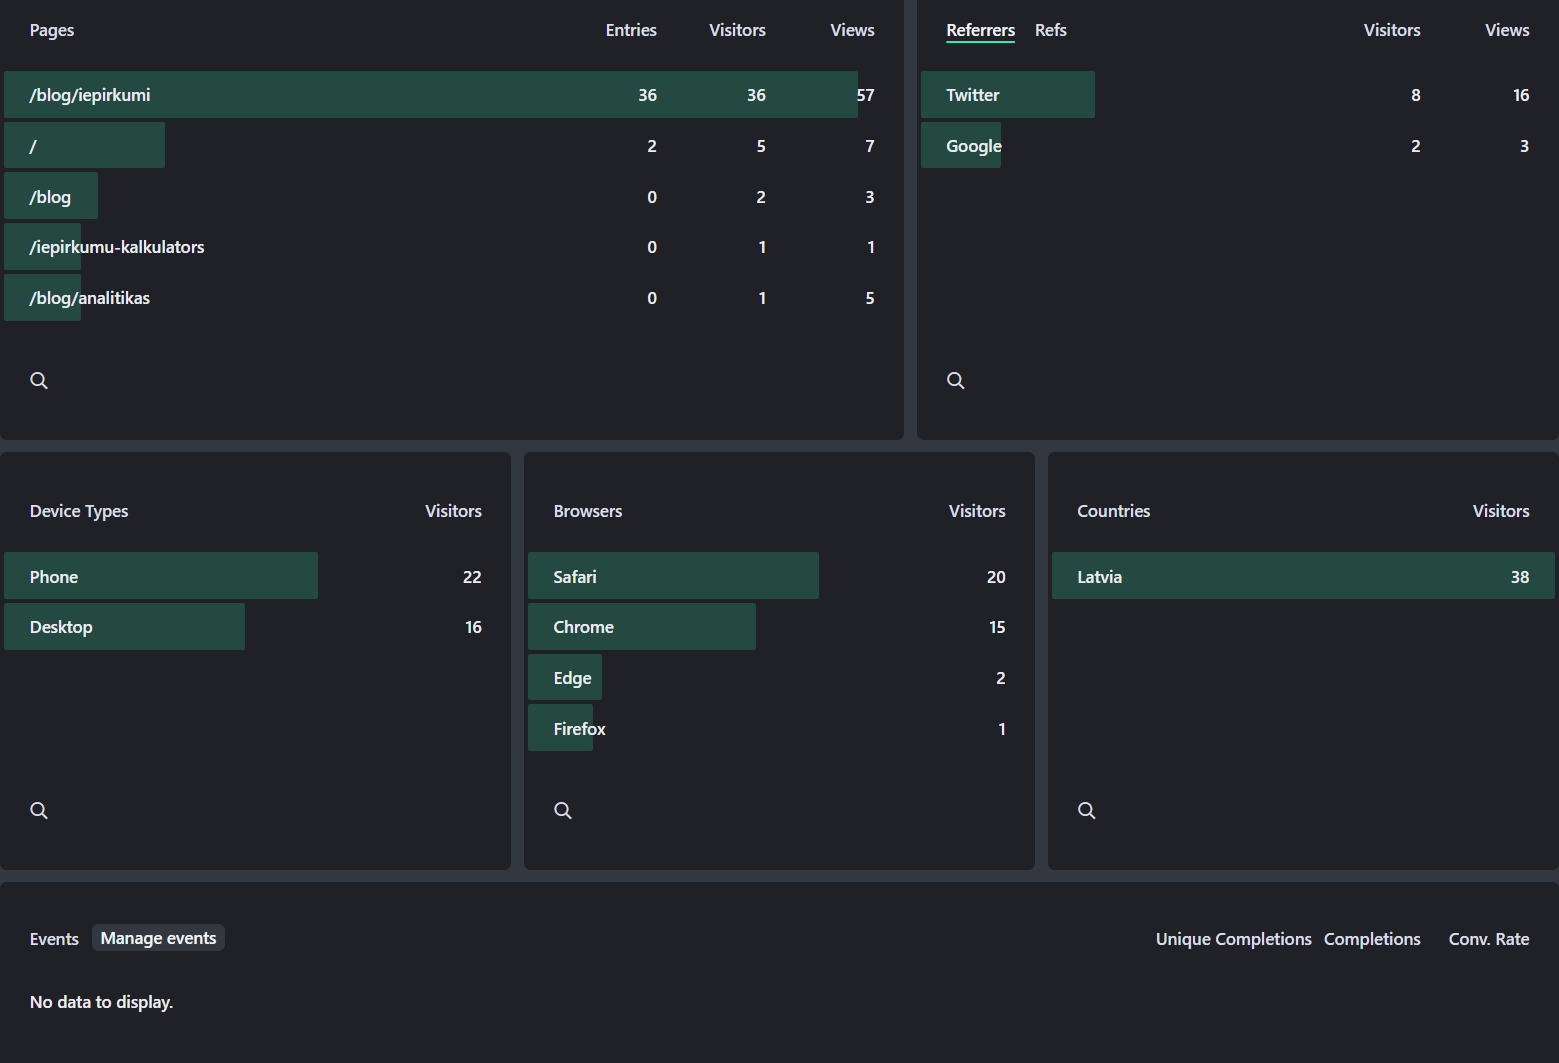 Pages Entries Visitors Views
/blog/iepirkumi 36 36 57
/ 2 5 7
/blog 0 2 3
/iepirkumu-kalkulators 0 1 1
/blog/analitikas 0 1 5
Referrers Refs Visitors Views
Twitter 8 16
Google 2 3
Device Types Visitors
Phone 22
Desktop 16
Browsers Visitors
Safari 20
Chrome 15
Edge 2
Firefox 1
Countries Visitors
Latvia 38
Events Manage events Unique Completions Completions Conv. Rate
No data to display.